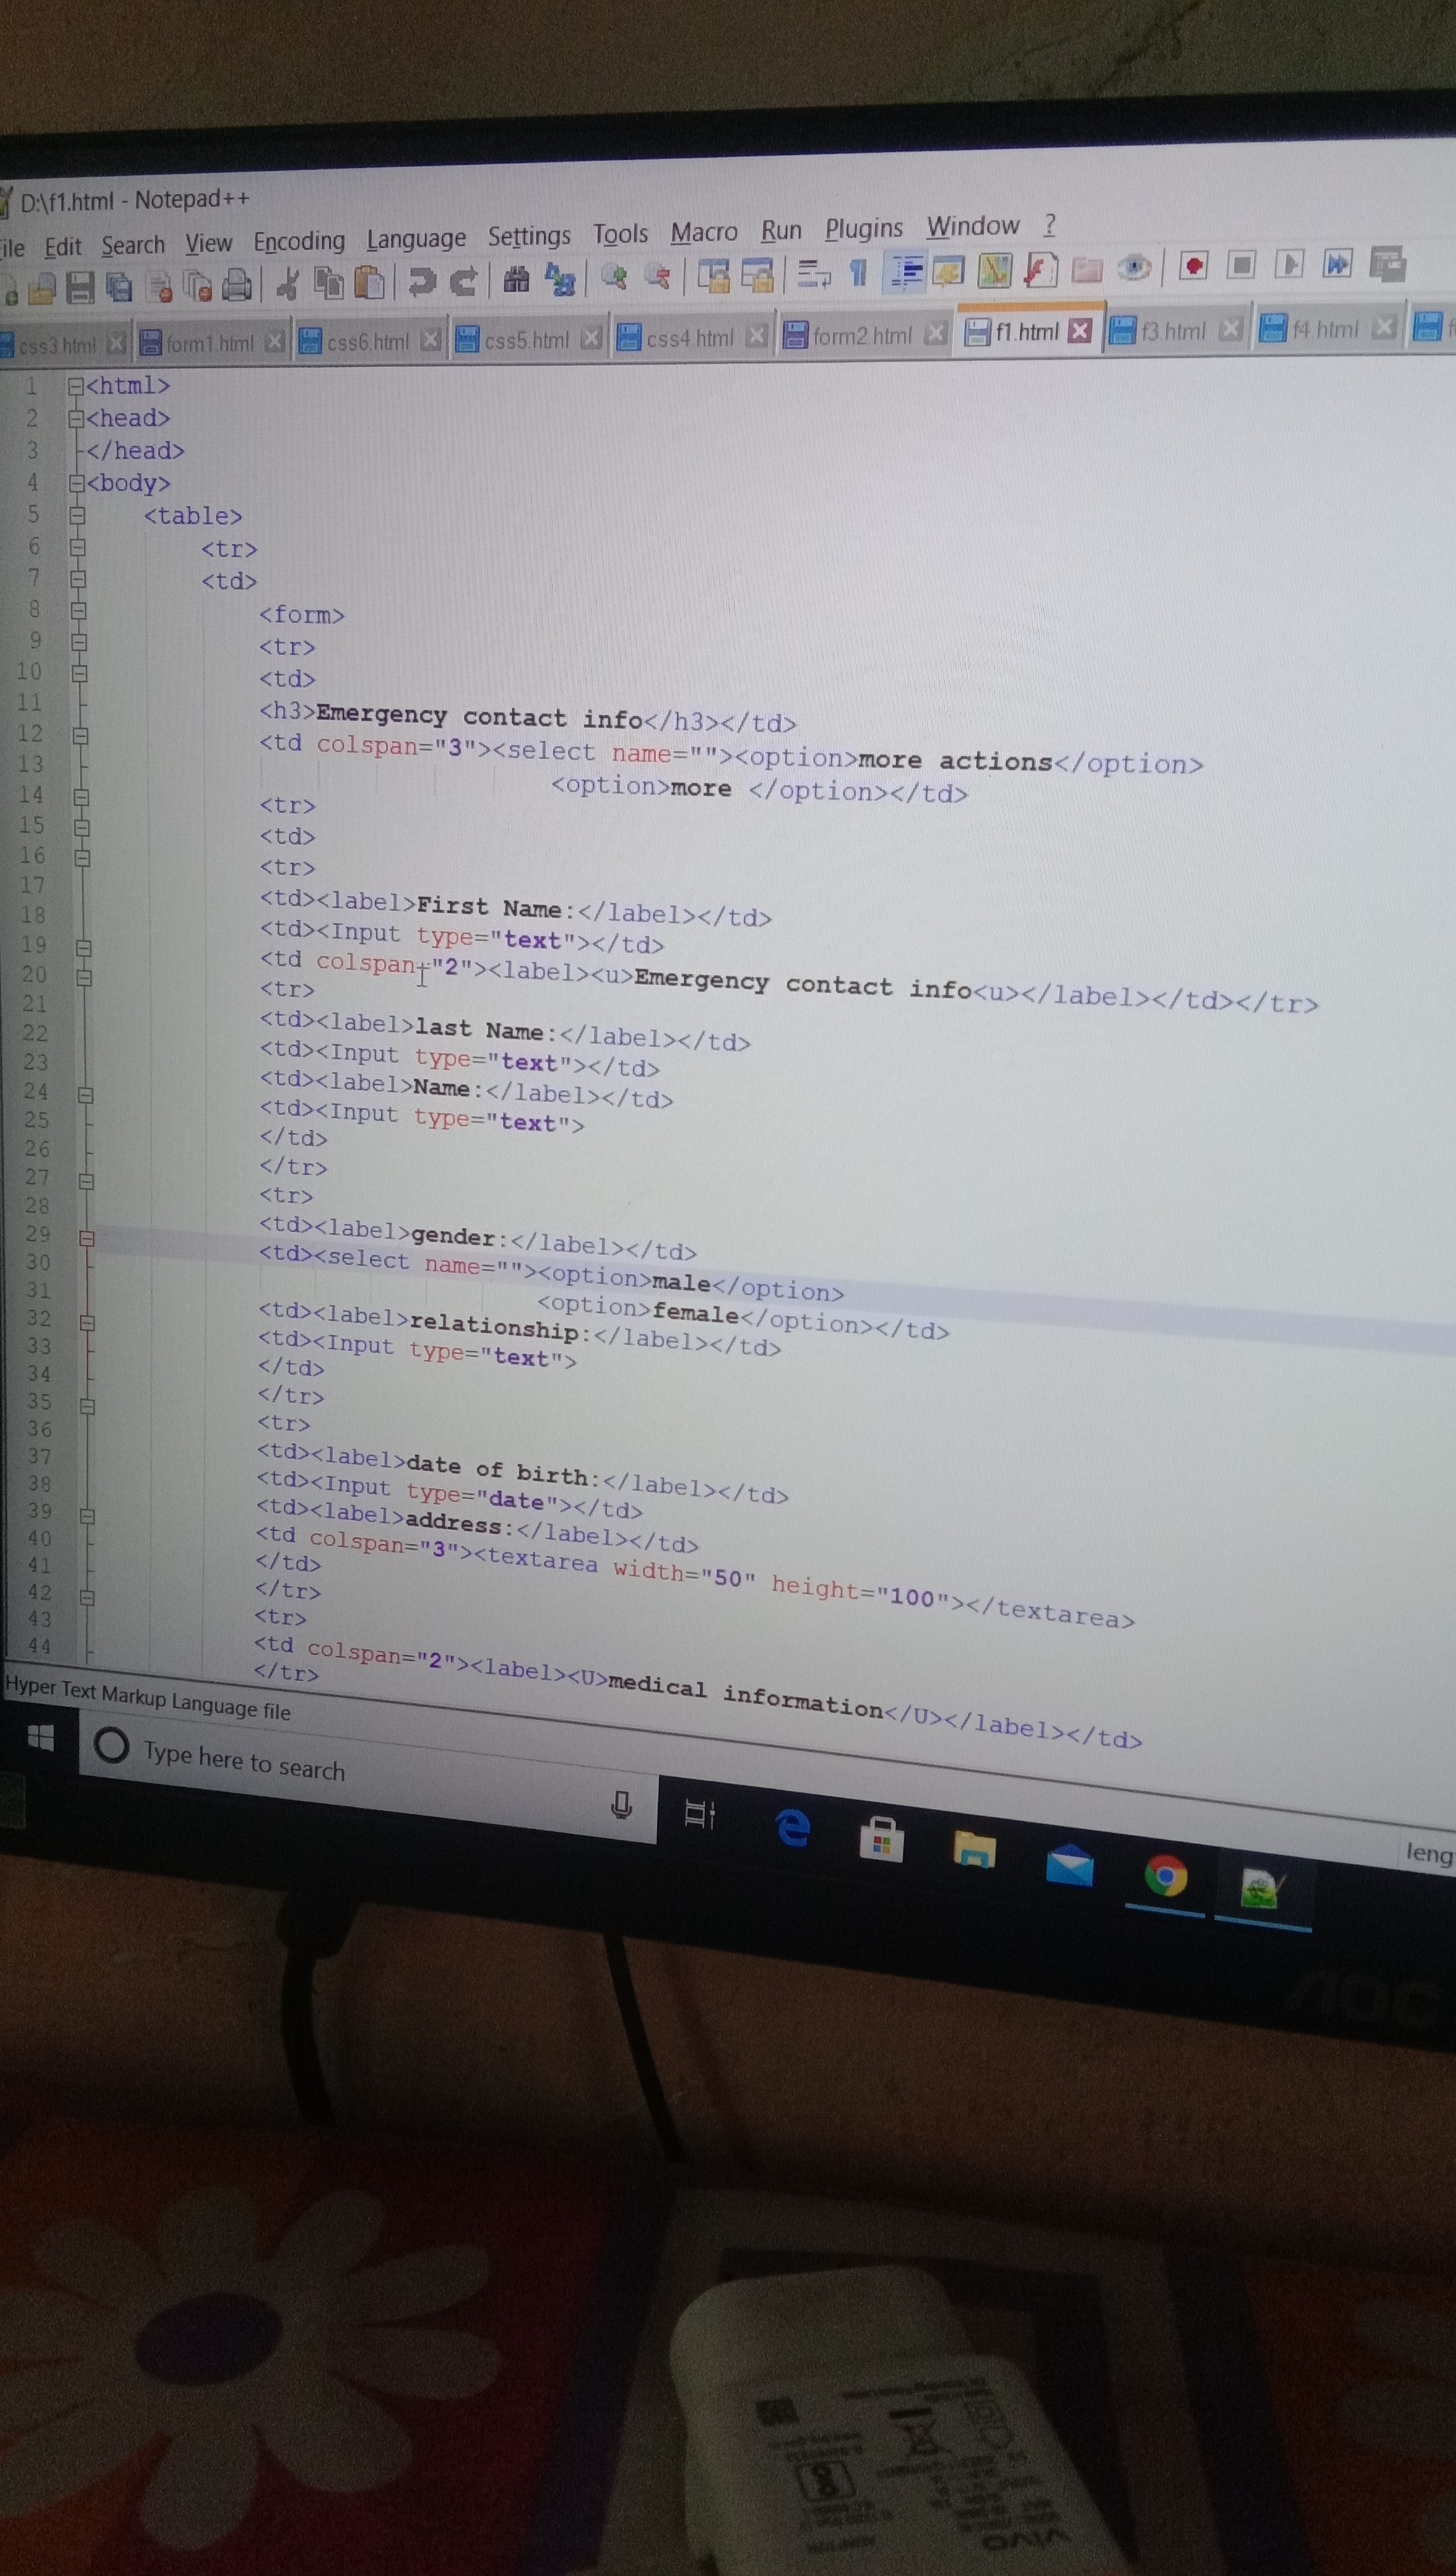 D:\f1.html - Notepad++
ile Edit Search View Encoding Language Settings Tools Macro Run Plugins Window ?
css3.html form1.html css6.html css5.html css4.html form2.html f1.html f3.html f4.html
1 <html>
2 <head>
3 </head>
4 <body>
5 <table>
6 <tr>
7 <td>
8 <form>
9 <tr>
10 <td>
11 <h3>Emergency contact info</h3></td>
12 <td colspan="3"><select name=""><option>more actions</option>
13 <option>more </option></td>
14 <tr>
15 <td>
16 <tr>
17 <td><label>First Name:</label></td>
18 <td><Input type="text"></td>
19 <td colspan="2"><label><u>Emergency contact info<u></label></td></tr>
20 <tr>
21 <td><label>last Name:</label></td>
22 <td><Input type="text"></td>
23 <td><label>Name:</label></td>
24 <td><Input type="text">
25 </td>
26 </tr>
27 <tr>
28 <td><label>gender:</label></td>
29 <td><select name=""><option>male</option>
30 <option>female</option></td>
31 <td><label>relationship:</label></td>
32 <td><Input type="text">
33 </td>
34 </tr>
35 <tr>
36 <td><label>date of birth:</label></td>
37 <td><Input type="date"></td>
38 <td><label>address:</label></td>
39 <td colspan="3"><textarea width="50" height="100"></textarea>
40 </td>
41 </tr>
42 <tr>
43 <td colspan="2"><label><U>medical information</U></label></td>
44 </tr>
Hyper Text Markup Language file
leng
Type here to search
AOC
vivo